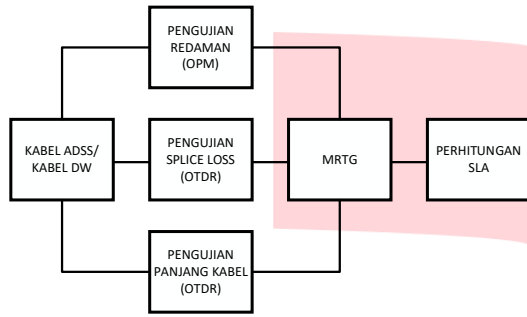 PENGUJIAN
REDAMAN
(OPM)
KABEL ADSS/
KABEL DW
PENGUJIAN
SPLICE LOSS
(OTDR)
MRTG
PERHITUNGAN
SLA
PENGUJIAN
PANJANG KABEL
(OTDR)